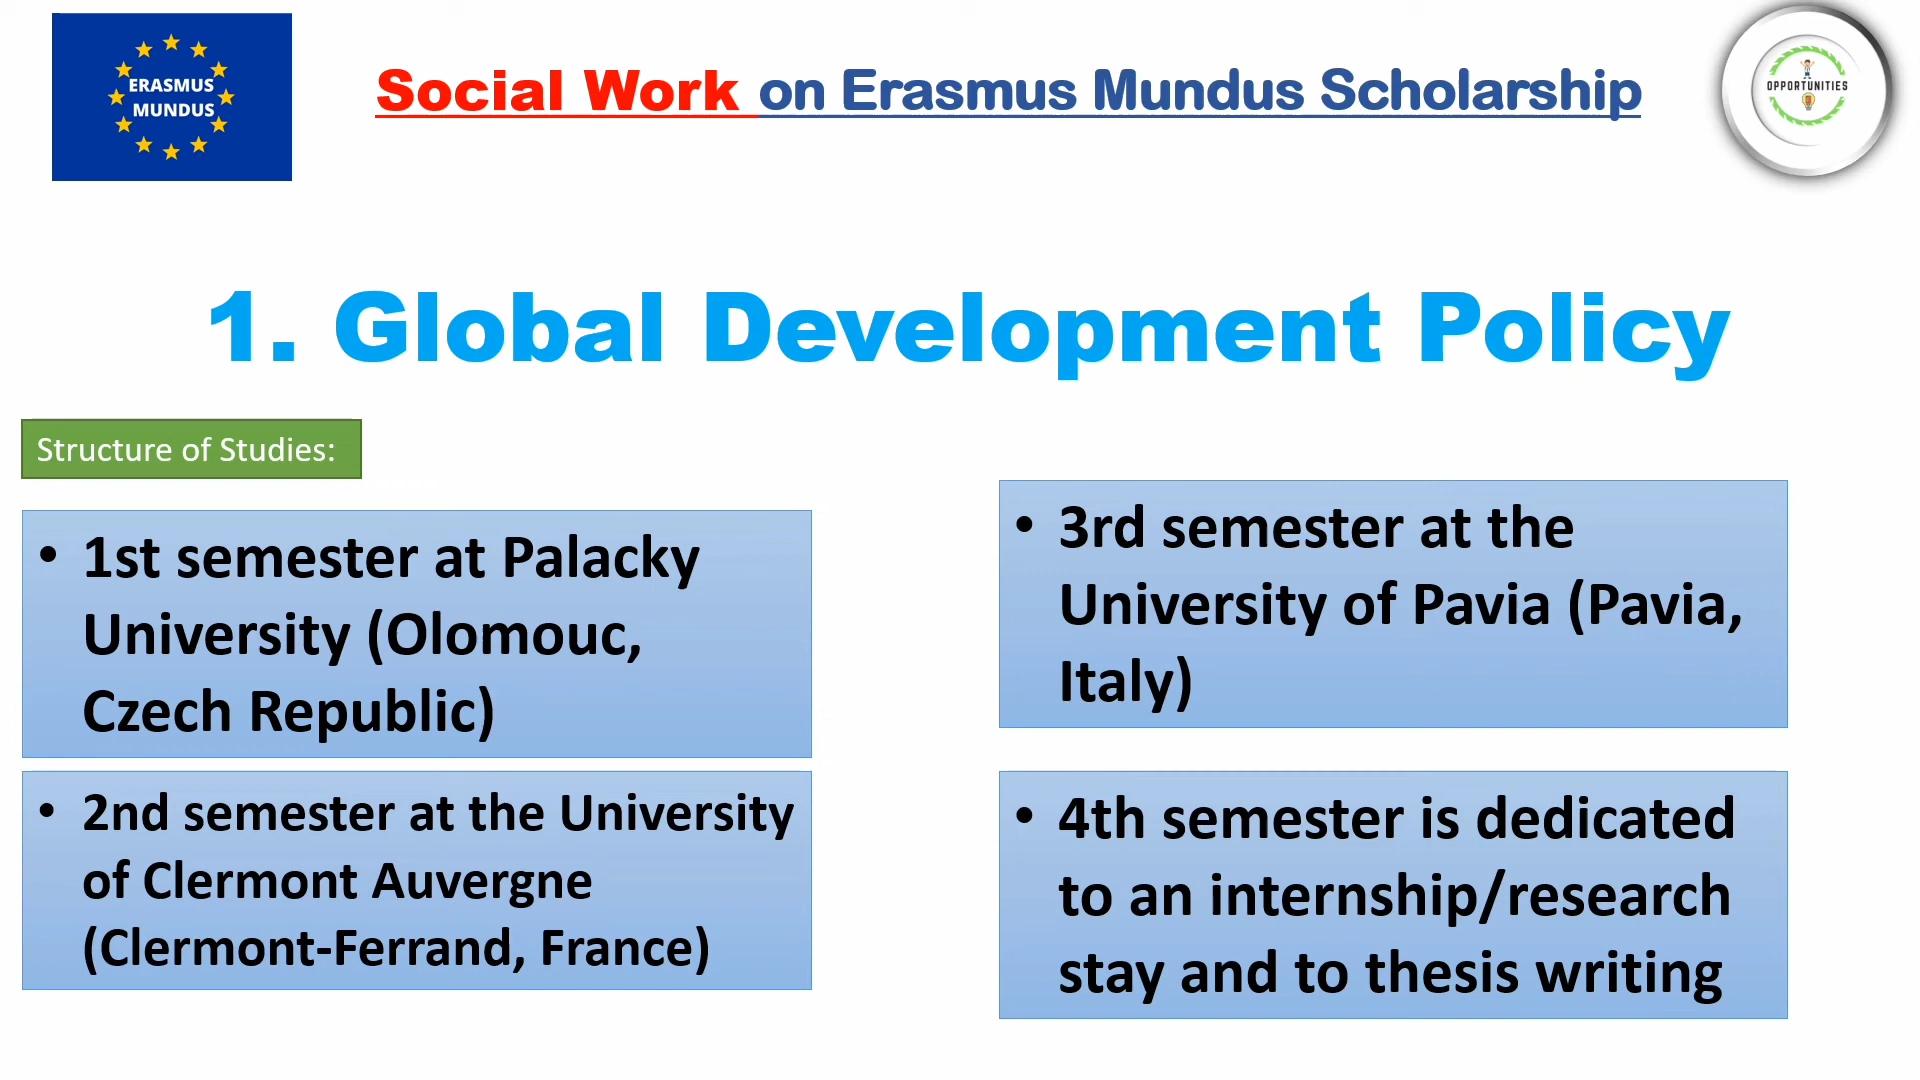 ERASMUS
MUNDUS
Social Work on Erasmus Mundus Scholarship
OPPORTUNITIES
1. Global Development Policy
Structure of Studies:
• 1st semester at Palacky
University (Olomouc,
Czech Republic)
• 2nd semester at the University
of Clermont Auvergne
(Clermont-Ferrand, France)
• 3rd semester at the
University of Pavia (Pavia,
Italy)
• 4th semester is dedicated
to an internship/research
stay and to thesis writing